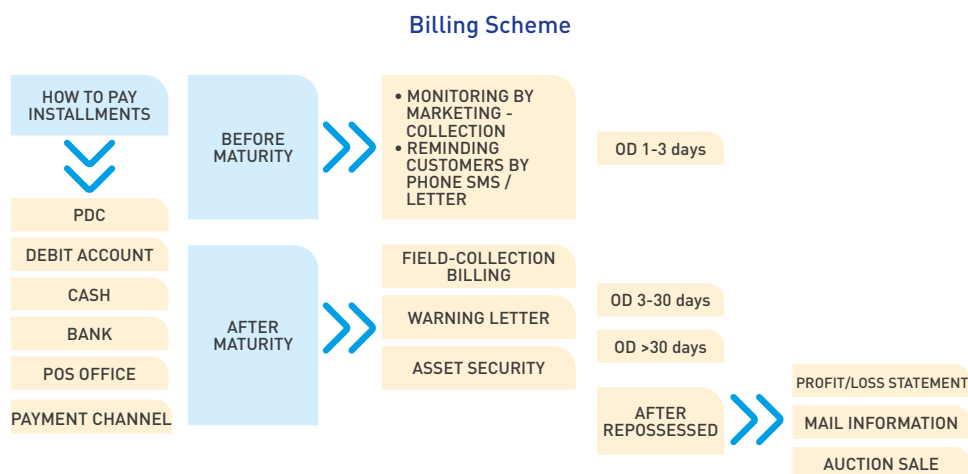 Billing Scheme
HOW TO PAY
INSTALLMENTS
PDC
DEBIT ACCOUNT
CASH
BANK
POS OFFICE
PAYMENT CHANNEL
BEFORE
MATURITY
• MONITORING BY
MARKETING -
COLLECTION
• REMINDING
CUSTOMERS BY
PHONE SMS /
LETTER
OD 1-3 days
AFTER
MATURITY
FIELD-COLLECTION
BILLING
WARNING LETTER
ASSET SECURITY
OD 3-30 days
OD >30 days
AFTER
REPOSSESSED
PROFIT/LOSS STATEMENT
MAIL INFORMATION
AUCTION SALE